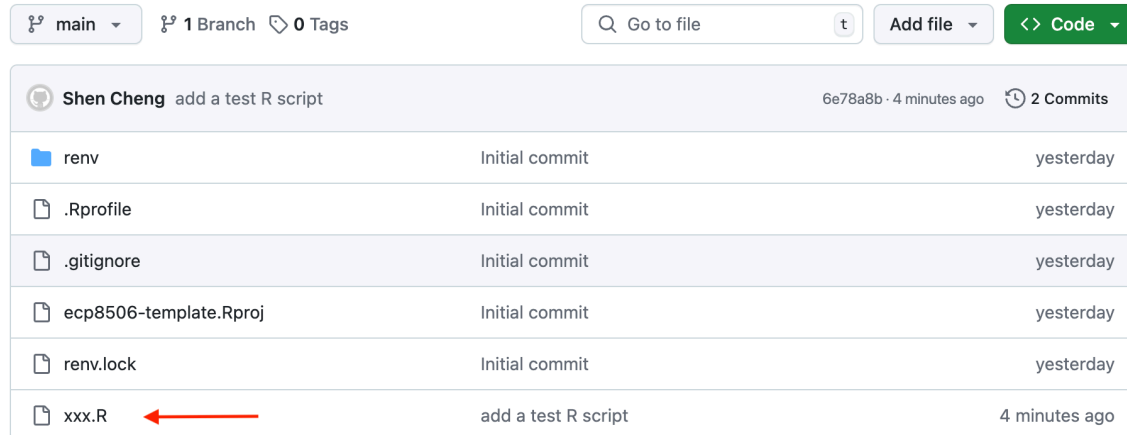 main 1 Branch 0 Tags Go to file t Add file <> Code
Shen Cheng add a test R script 6e78a8b · 4 minutes ago 2 Commits
renv Initial commit yesterday
.Rprofile Initial commit yesterday
.gitignore Initial commit yesterday
ecp8506-template.Rproj Initial commit yesterday
renv.lock Initial commit yesterday
xxx.R add a test R script 4 minutes ago